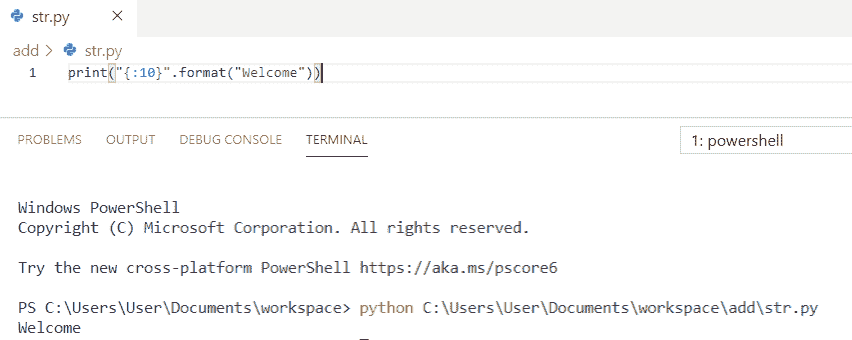 str.py
add > str.py
1 print("{:10}".format("Welcome"))
PROBLEMS OUTPUT DEBUG CONSOLE TERMINAL 1: powershell
Windows PowerShell
Copyright (C) Microsoft Corporation. All rights reserved.
Try the new cross-platform PowerShell https://aka.ms/pscore6
PS C:\Users\User\Documents\workspace> python C:\Users\User\Documents\workspace\add\str.py
Welcome